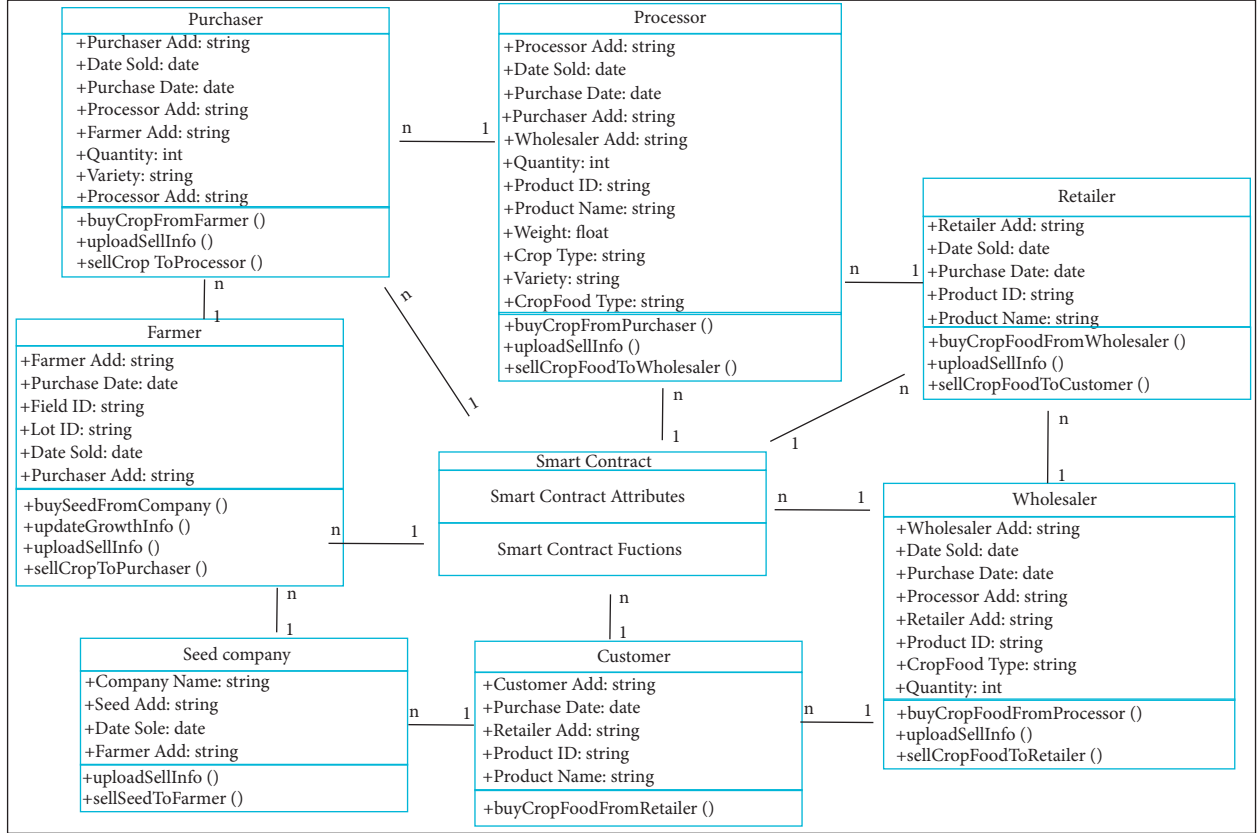 Purchaser
+Purchaser Add: string
+Date Sold: date
+Purchase Date: date
+Processor Add: string
+Farmer Add: string
+Quantity: int
+Variety: string
+Processor Add: string
+buyCropFromFarmer ()
+uploadSellInfo ()
+sellCrop ToProcessor ()
n
1
Processor
+Processor Add: string
+Date Sold: date
+Purchase Date: date
+Purchaser Add: string
+Wholesaler Add: string
+Quantity: int
+Product ID: string
+Product Name: string
+Weight: float
+Crop Type: string
+Variety: string
+CropFood Type: string
+buyCropFromPurchaser ()
+uploadSellInfo ()
+sellCropFoodToWholesaler ()
n
1
Retailer
+Retailer Add: string
+Date Sold: date
+Purchase Date: date
+Product ID: string
+Product Name: string
+buyCropFoodFromWholesaler ()
+uploadSellInfo ()
+sellCropFoodToCustomer ()
n
1
n
1
n
1
n
1
n
1
Farmer
+Farmer Add: string
+Purchase Date: date
+Field ID: string
+Lot ID: string
+Date Sold: date
+Purchaser Add: string
+buySeedFromCompany ()
+updateGrowthInfo ()
+uploadSellInfo ()
+sellCropToPurchaser ()
n
1
Smart Contract
Smart Contract Attributes
Smart Contract Fuctions
n
1
Wholesaler
+Wholesaler Add: string
+Date Sold: date
+Purchase Date: date
+Processor Add: string
+Retailer Add: string
+Product ID: string
+CropFood Type: string
+Quantity: int
+buyCropFoodFromProcessor ()
+uploadSellInfo ()
+sellCropFoodToRetailer ()
n
1
n
1
Seed company
+Company Name: string
+Seed Add: string
+Date Sole: date
+Farmer Add: string
+uploadSellInfo ()
+sellSeedToFarmer ()
n
1
Customer
+Customer Add: string
+Purchase Date: date
+Retailer Add: string
+Product ID: string
+Product Name: string
+buyCropFoodFromRetailer ()
n
1